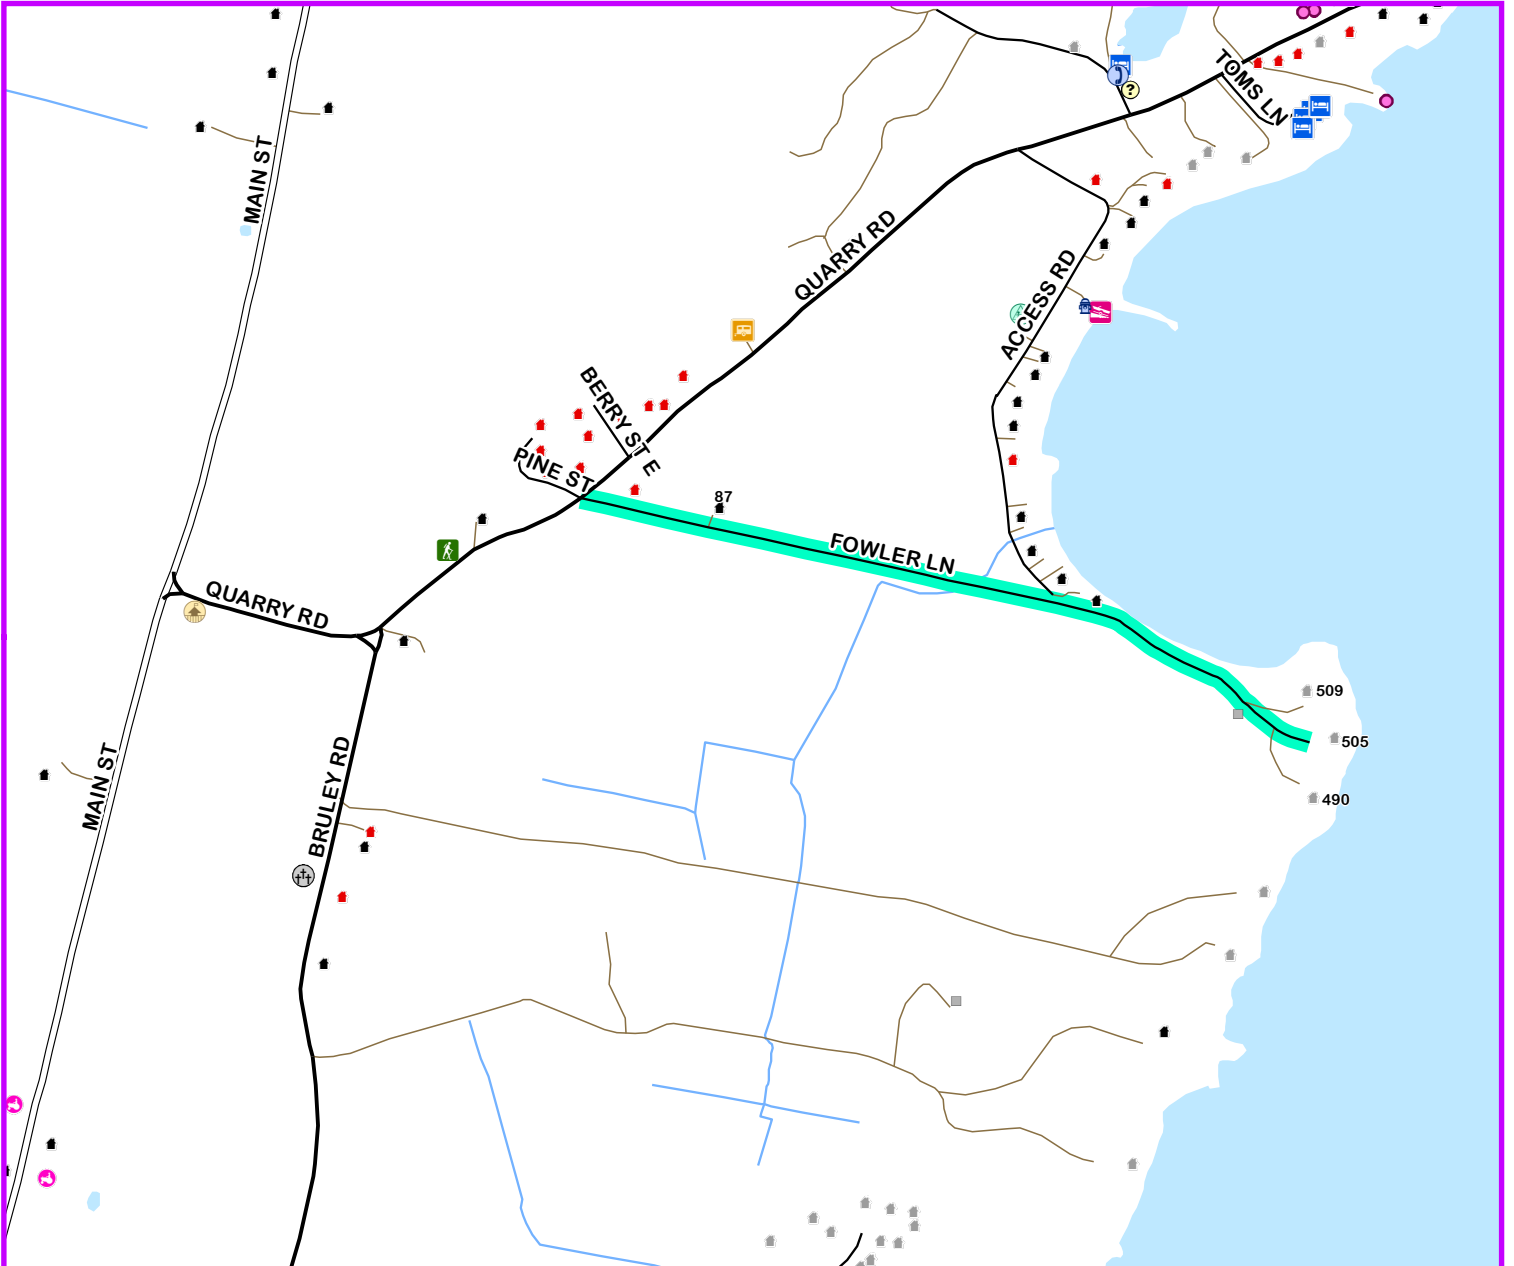 TOMS LN
?
MAIN ST
QUARRY RD
ACCESS RD
BERRY ST E
PINE ST
87
FOWLER LN
QUARRY RD
509
505
MAIN ST
BRULEY RD
490